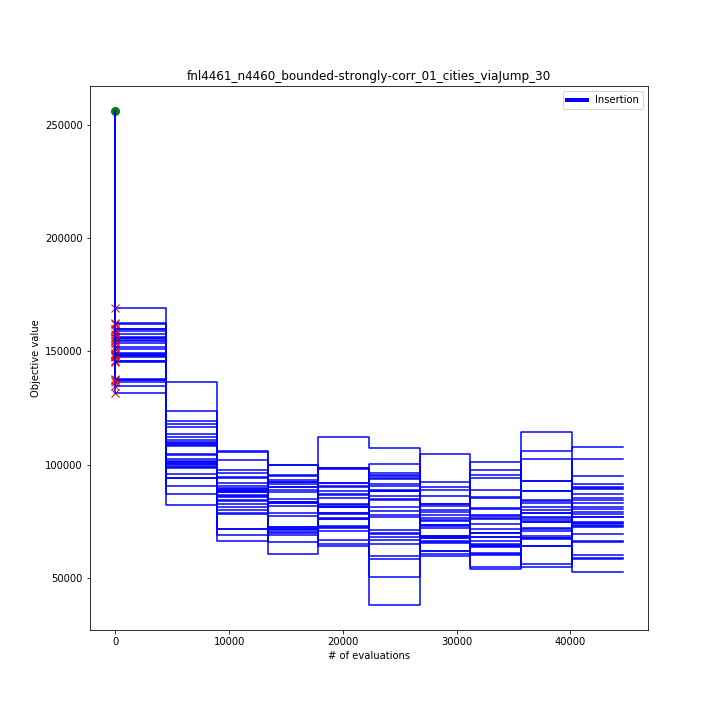 fnl4461_n4460_bounded-strongly-corr_01_cities_viaJump_30
Insertion
250000
200000
150000
100000
50000
Objective value
0 10000 20000 30000 40000
# of evaluations